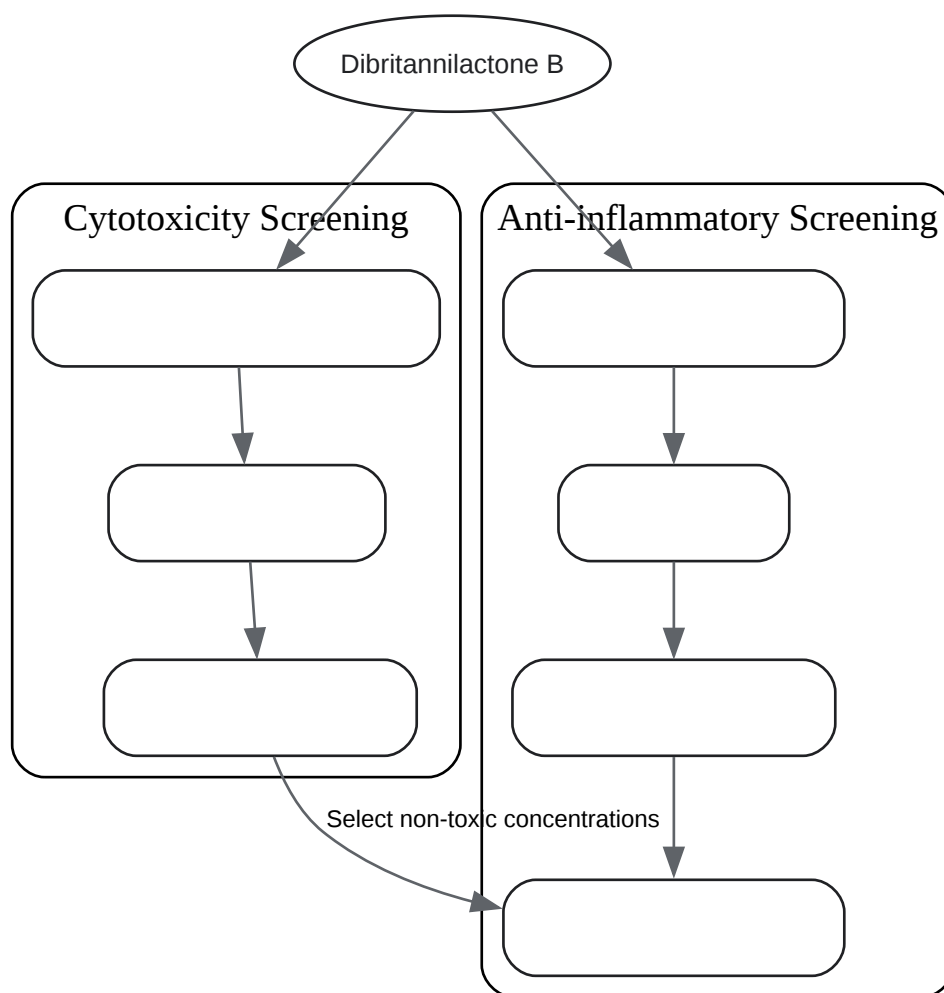 Dibritannilactone B
Cytotoxicity Screening
Anti-inflammatory Screening
Select non-toxic concentrations